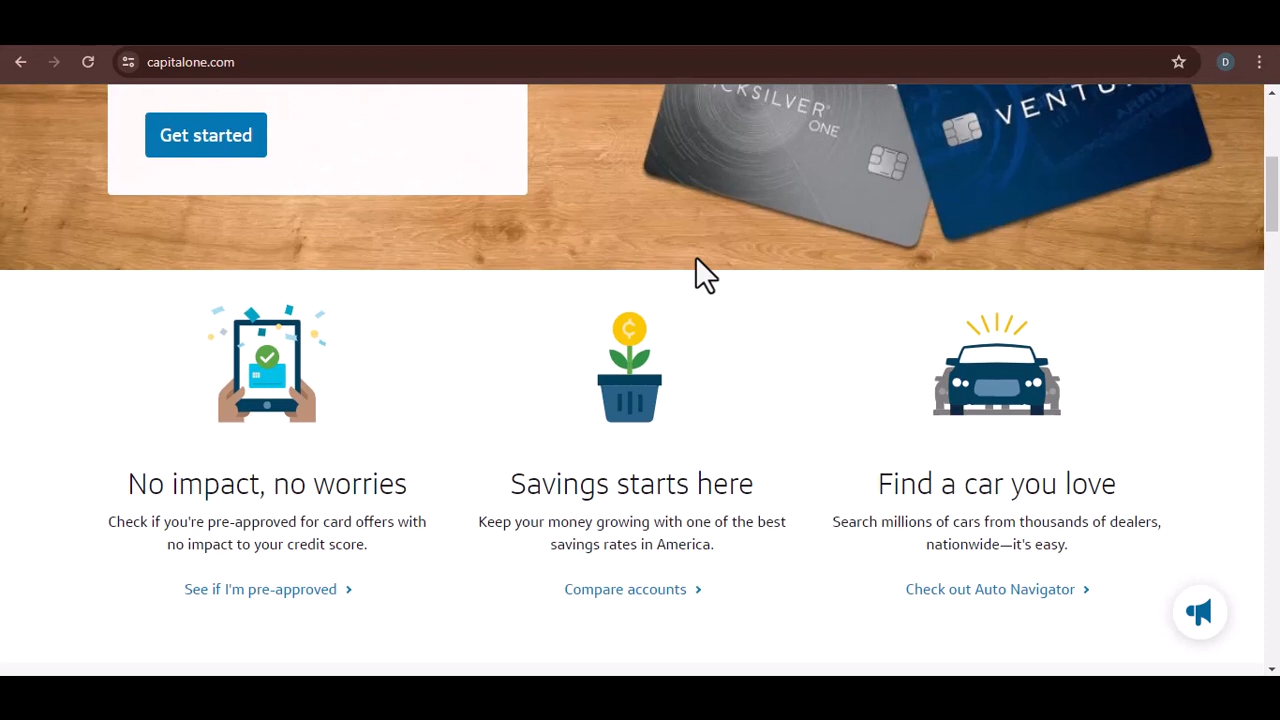 capitalone.com
D
Get started
ONE
No impact, no worries
Savings starts here
Find a car you love
Check if you're pre-approved for card offers with
no impact to your credit score.
Keep your money growing with one of the best
savings rates in America.
Search millions of cars from thousands of dealers,
nationwide—it's easy.
See if I'm pre-approved
Compare accounts
Check out Auto Navigator